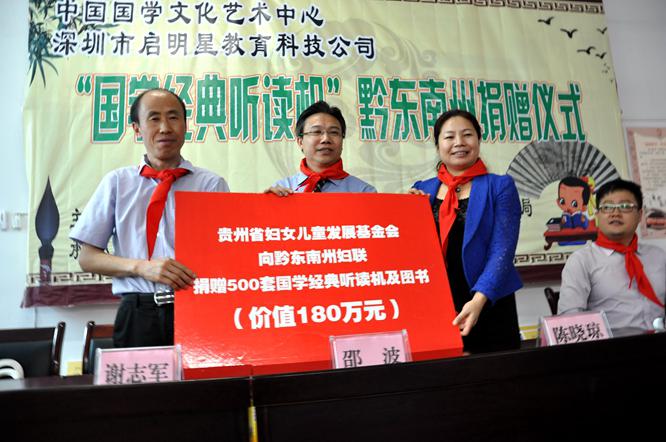 中国国学文化艺术中心
深圳市启明星教育科技公司
“国学经典听读机”黔东南州捐赠仪式
贵州省妇女儿童发展基金会
向黔东南州妇联
捐赠500套国学经典听读机及图书
（价值180万元）
谢志军
邵 波
陈晓琼